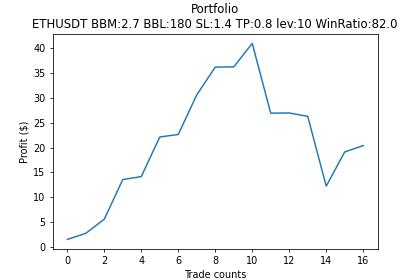 Portfolio
ETHUSDT BBM:2.7 BBL:180 SL:1.4 TP:0.8 lev:10 WinRatio:82.0
Profit ($)
40
35
30
25
20
15
10
5
0
0 2 4 6 8 10 12 14 16
Trade counts